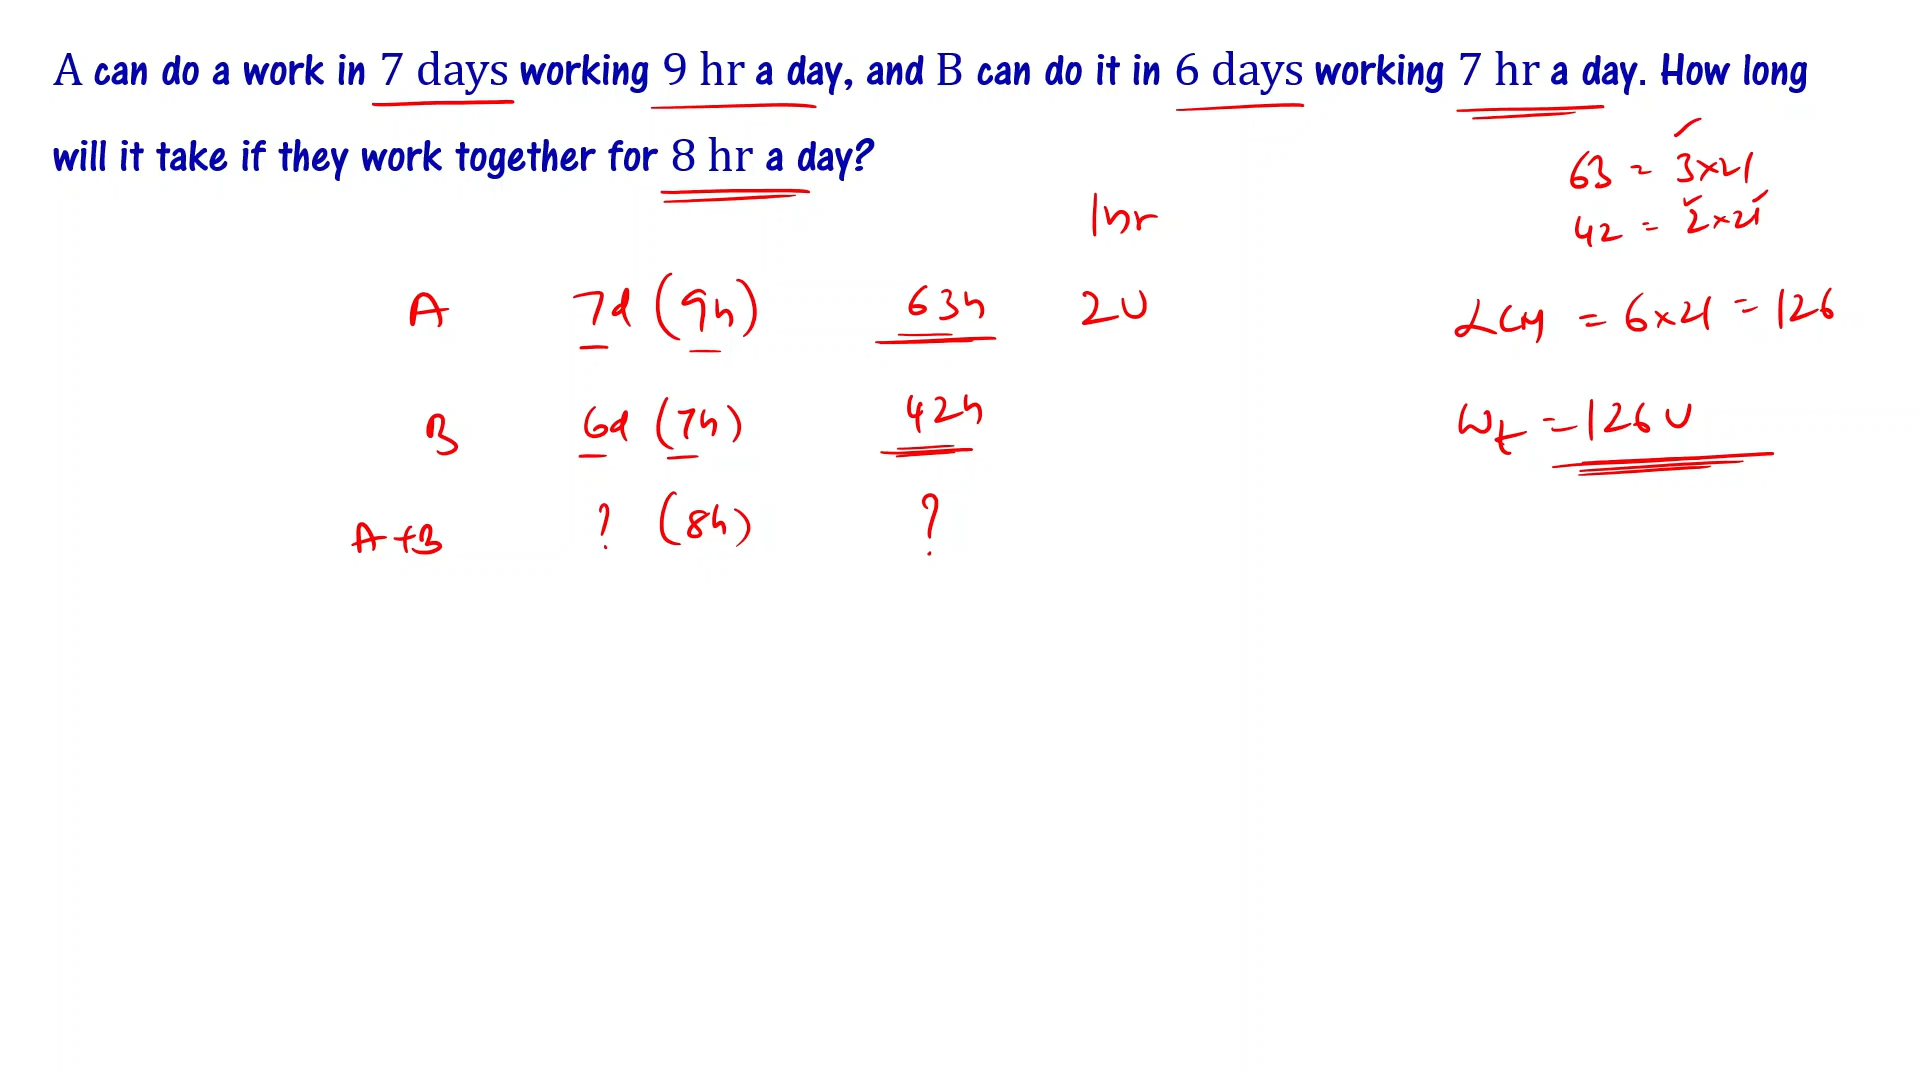 A can do a work in 7 days working 9 hr a day, and B can do it in 6 days working 7 hr a day. How long
will it take if they work together for 8 hr a day?
63 = 3×21
42 = 2×21
1hr
A 7d (9h) 63h 2U
LCM = 6×21 = 126
B 6d (7h) 42h
Wt = 126U
A+B ? (8h) ?